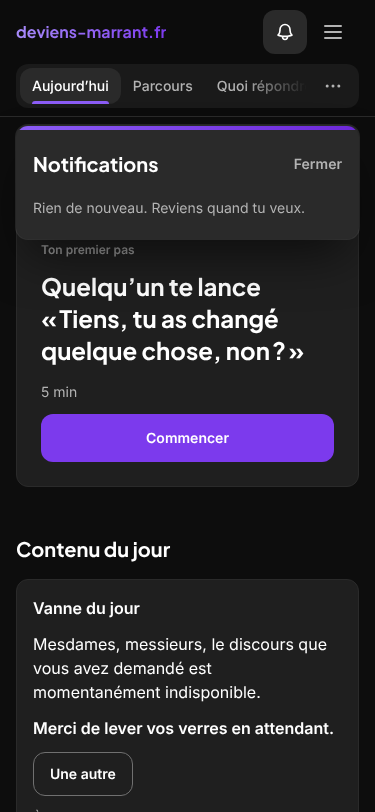 deviens-marrant.fr
Aujourd’hui
Parcours
Quoi répond
Notifications
Fermer
Rien de nouveau. Reviens quand tu veux.
Ton premier pas
Quelqu’un te lance
« Tiens, tu as changé
quelque chose, non ? »
5 min
Commencer
Contenu du jour
Vanne du jour
Mesdames, messieurs, le discours que
vous avez demandé est
momentanément indisponible.
Merci de lever vos verres en attendant.
Une autre